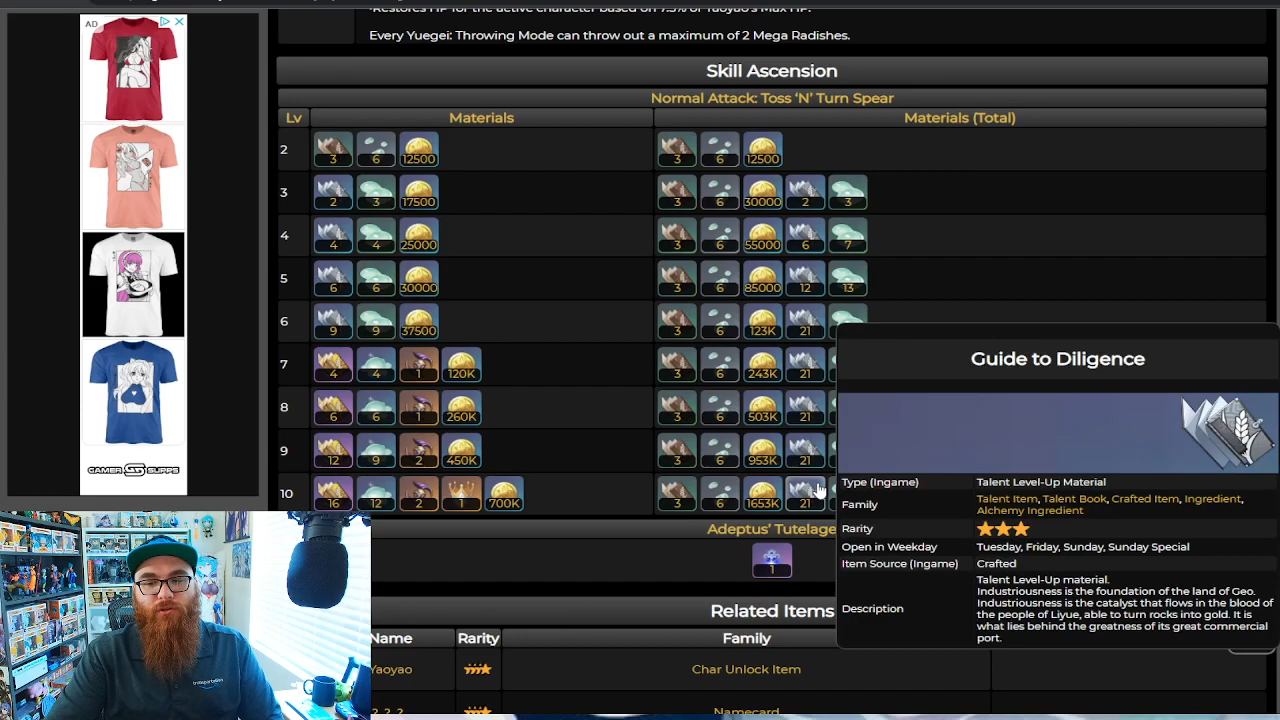 *Restores HP for the active character based on 7.5% of Yaoyao's Max HP.
Every Yuegei: Throwing Mode can throw out a maximum of 2 Mega Radishes.
AD
Skill Ascension
Normal Attack: Toss 'N' Turn Spear
Lv Materials Materials (Total)
2 3 6 12500 3 6 12500
3 2 3 17500 3 6 30000 2 3
4 4 4 25000 3 6 55000 6 7
5 6 6 30000 3 6 85000 12 13
6 9 9 37500 3 6 123K 21
7 4 4 1 120K 3 6 243K 21
8 6 6 1 260K 3 6 503K 21
9 12 9 2 450K 3 6 953K 21
10 16 12 2 1 700K 3 6 1653K 21
Adeptus' Tutelage
1
Related Items
Name Rarity Family
Yaoyao Char Unlock Item
? ? ? Namecard
Guide to Diligence
Type (Ingame) Talent Level-Up Material
Family Talent Item, Talent Book, Crafted Item, Ingredient,
Alchemy Ingredient
Rarity
Open in Weekday Tuesday, Friday, Sunday, Sunday Special
Item Source (Ingame) Crafted
Description Talent Level-Up material.
Industriousness is the foundation of the land of Geo.
Industriousness is the catalyst that flows in the blood of
the people of Liyue, able to turn rocks into gold. It is
what lies behind the greatness of its great commercial
port.
GAMER SUPPS